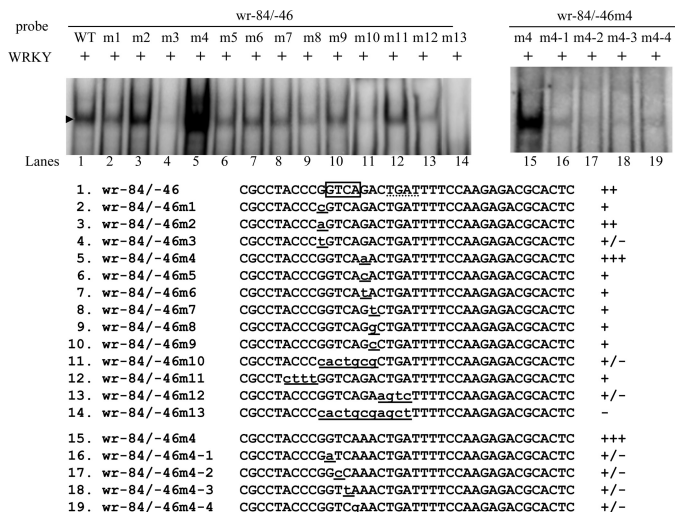 wr-84/-46 wr-84/-46m4
probe WT m1 m2 m3 m4 m5 m6 m7 m8 m9 m10 m11 m12 m13 m4 m4-1 m4-2 m4-3 m4-4
WRKY + + + + + + + + + + + + + + + + + + +
Lanes 1 2 3 4 5 6 7 8 9 10 11 12 13 14 15 16 17 18 19
1. wr-84/-46 CGCCTACCCGGTCAGACTGATTTTCCAAGAGACGCACTC ++
2. wr-84/-46m1 CGCCTACCCcGTCAGACTGATTTTCCAAGAGACGCACTC +
3. wr-84/-46m2 CGCCTACCCaGTCAGACTGATTTTCCAAGAGACGCACTC ++
4. wr-84/-46m3 CGCCTACCCtGTCAGACTGATTTTCCAAGAGACGCACTC +/-
5. wr-84/-46m4 CGCCTACCCGGTCAaACTGATTTTCCAAGAGACGCACTC +++
6. wr-84/-46m5 CGCCTACCCGGTCAcACTGATTTTCCAAGAGACGCACTC +
7. wr-84/-46m6 CGCCTACCCGGTCAtACTGATTTTCCAAGAGACGCACTC +
8. wr-84/-46m7 CGCCTACCCGGTCAGtCTGATTTTCCAAGAGACGCACTC +
9. wr-84/-46m8 CGCCTACCCGGTCAGgCTGATTTTCCAAGAGACGCACTC +
10. wr-84/-46m9 CGCCTACCCGGTCAGcCTGATTTTCCAAGAGACGCACTC +
11. wr-84/-46m10 CGCCTACCCcactgcgCTGATTTTCCAAGAGACGCACTC +/-
12. wr-84/-46m11 CGCCTctttGGTCAGACTGATTTTCCAAGAGACGCACTC +
13. wr-84/-46m12 CGCCTACCCGGTCAGAagtcTTTTCCAAGAGACGCACTC +/-
14. wr-84/-46m13 CGCCTACCCcactgcgagctTTTTCCAAGAGACGCACTC -
15. wr-84/-46m4 CGCCTACCCGGTCAAACTGATTTTCCAAGAGACGCACTC +++
16. wr-84/-46m4-1 CGCCTACCCGaTCAAACTGATTTTCCAAGAGACGCACTC +/-
17. wr-84/-46m4-2 CGCCTACCCGGcCAAACTGATTTTCCAAGAGACGCACTC +/-
18. wr-84/-46m4-3 CGCCTACCCGGTtAAACTGATTTTCCAAGAGACGCACTC +/-
19. wr-84/-46m4-4 CGCCTACCCGGTCgAACTGATTTTCCAAGAGACGCACTC +/-